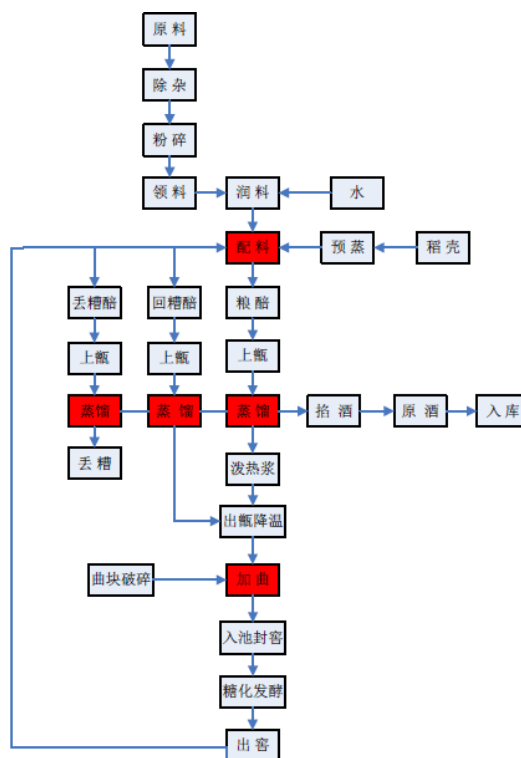 原料
除杂
粉碎
领料
润料
水
配料
预蒸
稻壳
丢糟醅
回糟醅
粮醅
上甑
上甑
上甑
蒸馏
蒸馏
蒸馏
掐酒
原酒
入库
丢糟
泼热浆
出甑降温
曲块破碎
加曲
入池封窖
糖化发酵
出窖